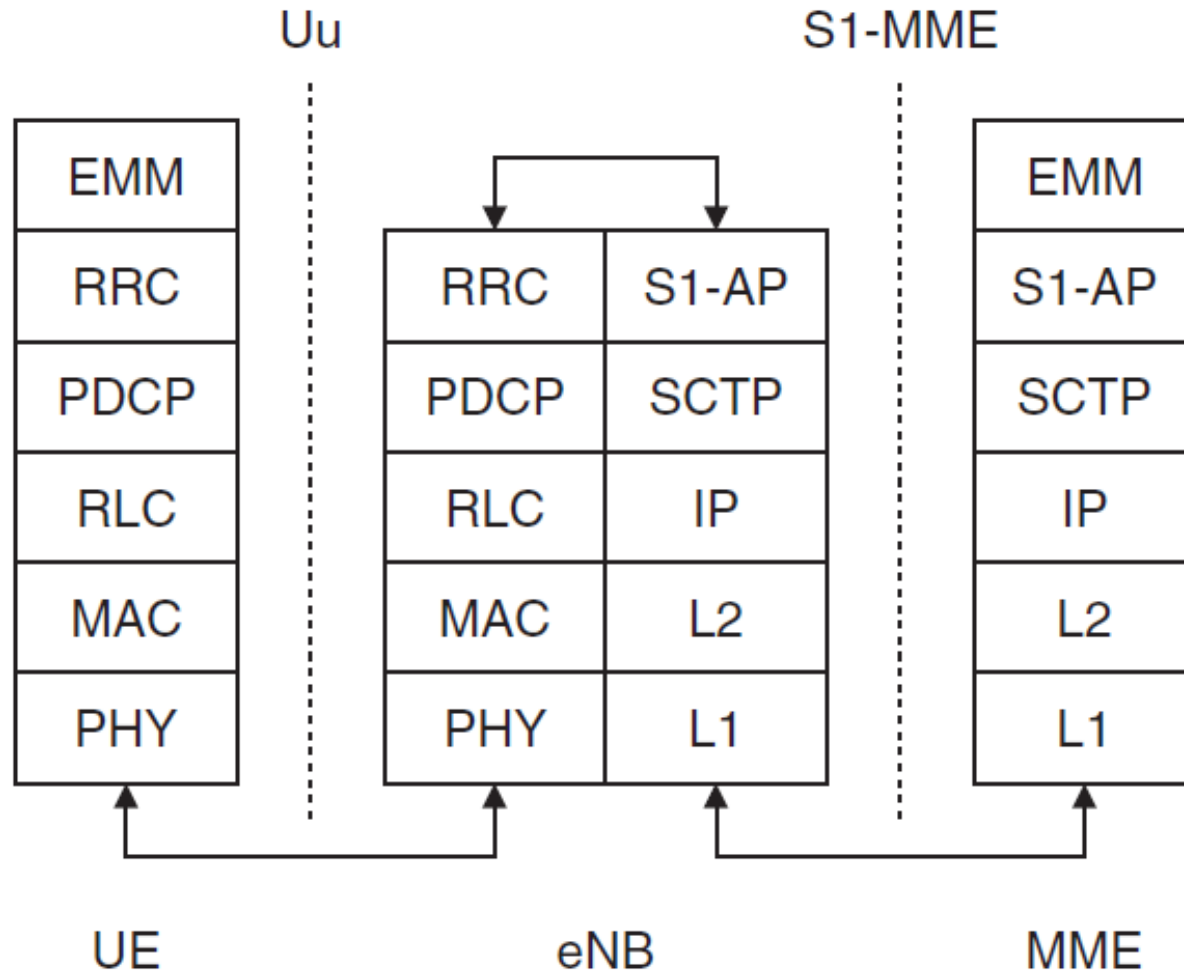 Uu S1-MME
EMM EMM
RRC RRC S1-AP S1-AP
PDCP PDCP SCTP SCTP
RLC RLC IP IP
MAC MAC L2 L2
PHY PHY L1 L1
UE eNB MME